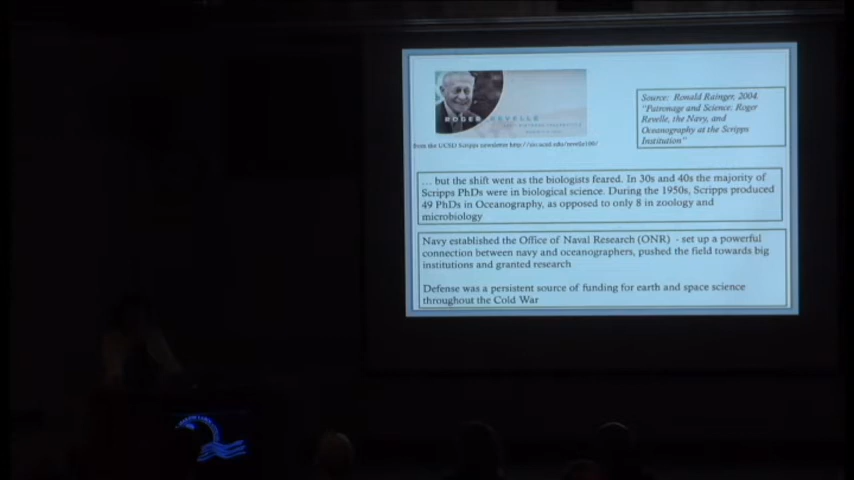 ROGER REVELLE
from the UCSD Scripps newsletter http://sio.ucsd.edu/revelle100/
Source: Ronald Rainger, 2004.
"Patronage and Science: Roger
Revelle, the Navy, and
Oceanography at the Scripps
Institution"
... but the shift went as the biologists feared. In 30s and 40s the majority of
Scripps PhDs were in biological science. During the 1950s, Scripps produced
49 PhDs in Oceanography, as opposed to only 8 in zoology and
microbiology
Navy established the Office of Naval Research (ONR) - set up a powerful
connection between navy and oceanographers, pushed the field towards big
institutions and granted research
Defense was a persistent source of funding for earth and space science
throughout the Cold War